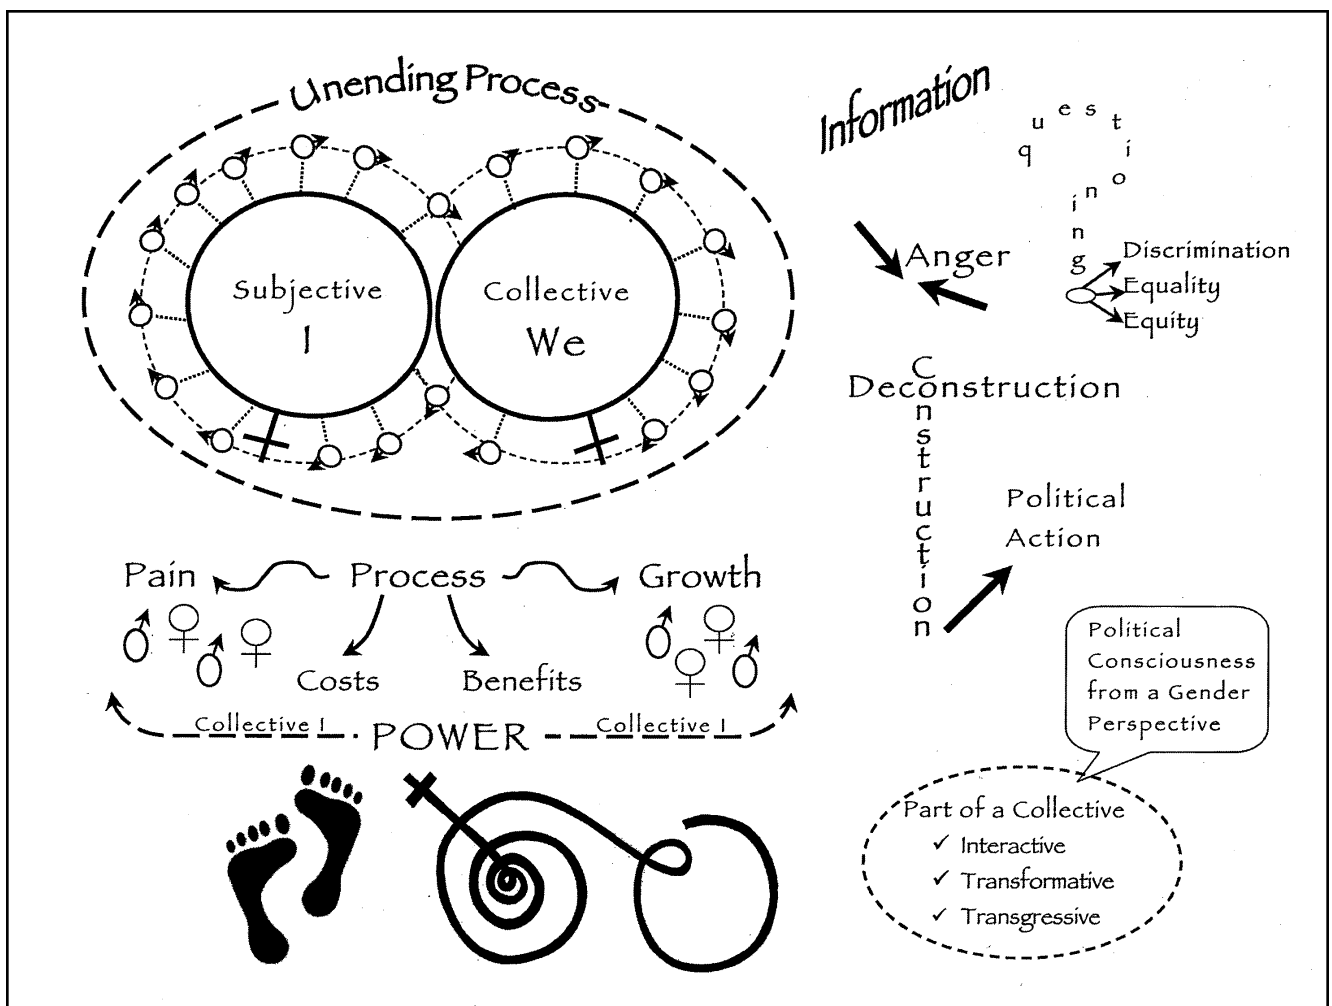 Unending Process
Subjective
I
Collective
We
Pain
Process
Growth
Costs
Benefits
Collective I
POWER
Collective I
Information
questioning
Anger
Discrimination
Equality
Equity
Deconstruction
Construction
Political
Action
Political
Consciousness
from a Gender
Perspective
Part of a Collective
✓ Interactive
✓ Transformative
✓ Transgressive